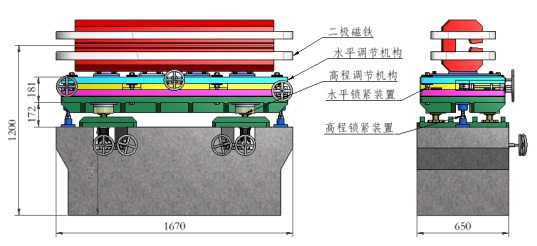 二极磁铁
水平调节机构
高程调节机构
水平锁紧装置
高程锁紧装置
181
172
1200
1670
650